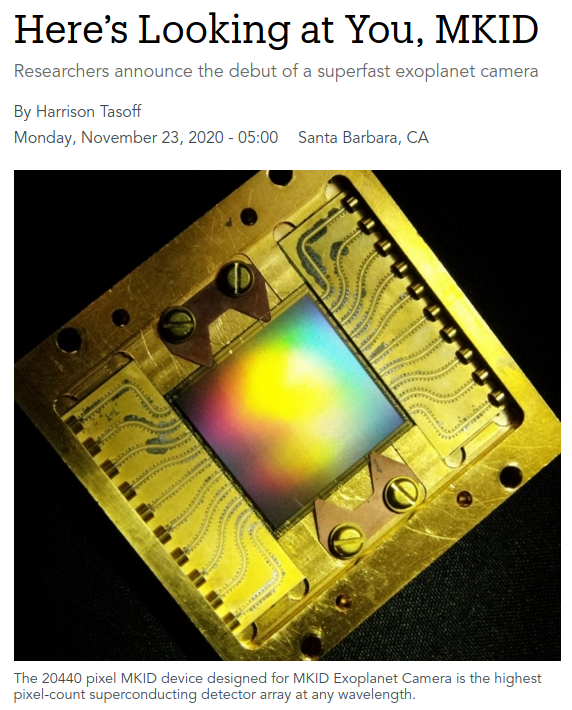 Here’s Looking at You, MKID
Researchers announce the debut of a superfast exoplanet camera
By Harrison Tasoff
Monday, November 23, 2020 - 05:00 Santa Barbara, CA
The 20440 pixel MKID device designed for MKID Exoplanet Camera is the highest
pixel-count superconducting detector array at any wavelength.